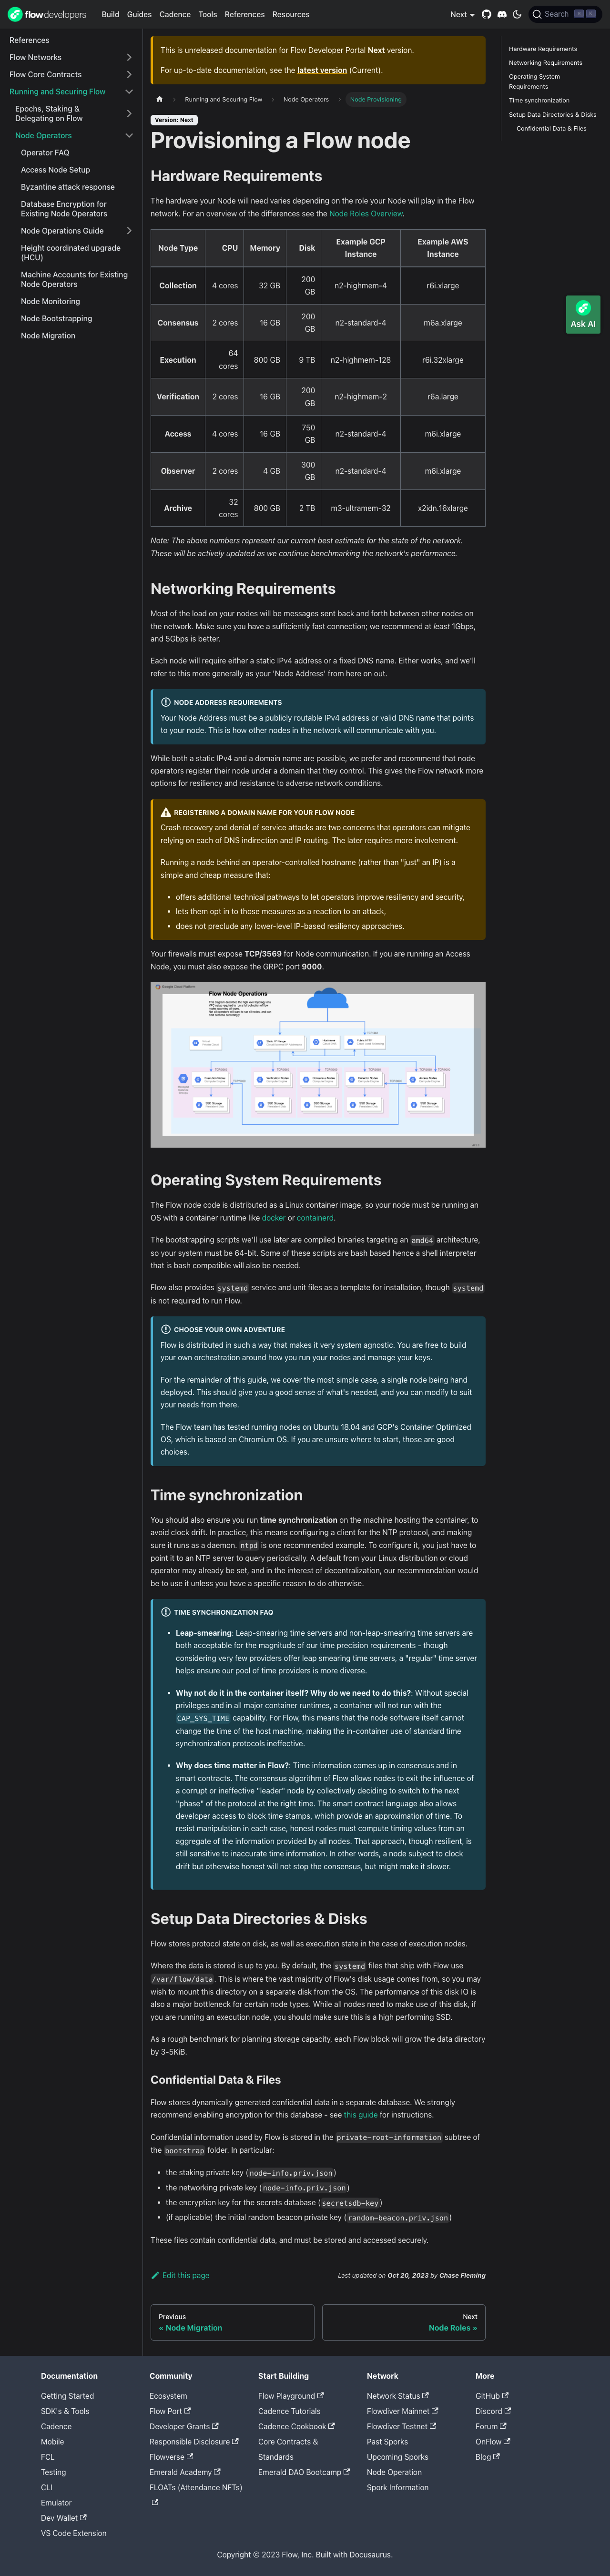 flow developers
Build Guides Cadence Tools References Resources
Next
Search
References
Flow Networks
Flow Core Contracts
Running and Securing Flow
Epochs, Staking &
Delegating on Flow
Node Operators
Operator FAQ
Access Node Setup
Byzantine attack response
Database Encryption for
Existing Node Operators
Node Operations Guide
Height coordinated upgrade
(HCU)
Machine Accounts for Existing
Node Operators
Node Monitoring
Node Bootstrapping
Node Migration
This is unreleased documentation for Flow Developer Portal Next version.
For up-to-date documentation, see the latest version (Current).
Running and Securing Flow
Node Operators
Node Provisioning
Version: Next
Provisioning a Flow node
Hardware Requirements
The hardware your Node will need varies depending on the role your Node will play in the Flow
network. For an overview of the differences see the Node Roles Overview.
Node Type CPU Memory Disk Example GCP Instance Example AWS Instance
Collection 4 cores 32 GB 200 GB n2-highmem-4 r6i.xlarge
Consensus 2 cores 16 GB 200 GB n2-standard-4 m6a.xlarge
Execution 64 cores 800 GB 9 TB n2-highmem-128 r6i.32xlarge
Verification 2 cores 16 GB 200 GB n2-highmem-2 r6a.large
Access 4 cores 16 GB 750 GB n2-standard-4 m6i.xlarge
Observer 2 cores 4 GB 300 GB n2-standard-4 m6i.xlarge
Archive 32 cores 800 GB 2 TB m3-ultramem-32 x2idn.16xlarge
Note: The above numbers represent our current best estimate for the state of the network.
These will be actively updated as we continue benchmarking the network's performance.
Networking Requirements
Most of the load on your nodes will be messages sent back and forth between other nodes on
the network. Make sure you have a sufficiently fast connection; we recommend at least 1Gbps,
and 5Gbps is better.
Each node will require either a static IPv4 address or a fixed DNS name. Either works, and we'll
refer to this more generally as your 'Node Address' from here on out.
NODE ADDRESS REQUIREMENTS
Your Node Address must be a publicly routable IPv4 address or valid DNS name that points
to your node. This is how other nodes in the network will communicate with you.
While both a static IPv4 and a domain name are possible, we prefer and recommend that node
operators register their node under a domain that they control. This gives the Flow network more
options for resiliency and resistance to adverse network conditions.
REGISTERING A DOMAIN NAME FOR YOUR FLOW NODE
Crash recovery and denial of service attacks are two concerns that operators can mitigate
relying on each of DNS indirection and IP routing. The later requires more involvement.
Running a node behind an operator-controlled hostname (rather than "just" an IP) is a
simple and cheap measure that:
• offers additional technical pathways to let operators improve resiliency and security,
• lets them opt in to those measures as a reaction to an attack,
• does not preclude any lower-level IP-based resiliency approaches.
Your firewalls must expose TCP/3569 for Node communication. If you are running an Access
Node, you must also expose the GRPC port 9000.
Google Cloud Platform
Flow Node Operations
Operating System Requirements
The Flow node code is distributed as a Linux container image, so your node must be running an
OS with a container runtime like docker or containerd.
The bootstrapping scripts we'll use later are compiled binaries targeting an amd64 architecture,
so your system must be 64-bit. Some of these scripts are bash based hence a shell interpreter
that is bash compatible will also be needed.
Flow also provides systemd service and unit files as a template for installation, though systemd
is not required to run Flow.
CHOOSE YOUR OWN ADVENTURE
Flow is distributed in such a way that makes it very system agnostic. You are free to build
your own orchestration around how you run your nodes and manage your keys.
For the remainder of this guide, we cover the most simple case, a single node being hand
deployed. This should give you a good sense of what's needed, and you can modify to suit
your needs from there.
The Flow team has tested running nodes on Ubuntu 18.04 and GCP's Container Optimized
OS, which is based on Chromium OS. If you are unsure where to start, those are good
choices.
Time synchronization
You should also ensure you run time synchronization on the machine hosting the container, to
avoid clock drift. In practice, this means configuring a client for the NTP protocol, and making
sure it runs as a daemon. ntpd is one recommended example. To configure it, you just have to
point it to an NTP server to query periodically. A default from your Linux distribution or cloud
operator may already be set, and in the interest of decentralization, our recommendation would
be to use it unless you have a specific reason to do otherwise.
TIME SYNCHRONIZATION FAQ
• Leap-smearing: Leap-smearing time servers and non-leap-smearing time servers are
both acceptable for the magnitude of our time precision requirements - though
considering very few providers offer leap smearing time servers, a "regular" time server
helps ensure our pool of time providers is more diverse.
• Why not do it in the container itself? Why do we need to do this?: Without special
privileges and in all major container runtimes, a container will not run with the
CAP_SYS_TIME capability. For Flow, this means that the node software itself cannot
change the time of the host machine, making the in-container use of standard time
synchronization protocols ineffective.
• Why does time matter in Flow?: Time information comes up in consensus and in
smart contracts. The consensus algorithm of Flow allows nodes to exit the influence of
a corrupt or ineffective "leader" node by collectively deciding to switch to the next
"phase" of the protocol at the right time. The smart contract language also allows
developer access to block time stamps, which provide an approximation of time. To
resist manipulation in each case, honest nodes must compute timing values from an
aggregate of the information provided by all nodes. That approach, though resilient, is
still sensitive to inaccurate time information. In other words, a node subject to clock
drift but otherwise honest will not stop the consensus, but might make it slower.
Setup Data Directories & Disks
Flow stores protocol state on disk, as well as execution state in the case of execution nodes.
Where the data is stored is up to you. By default, the systemd files that ship with Flow use
/var/flow/data. This is where the vast majority of Flow's disk usage comes from, so you may
wish to mount this directory on a separate disk from the OS. The performance of this disk IO is
also a major bottleneck for certain node types. While all nodes need to make use of this disk, if
you are running an execution node, you should make sure this is a high performing SSD.
As a rough benchmark for planning storage capacity, each Flow block will grow the data directory
by 3-5KiB.
Confidential Data & Files
Flow stores dynamically generated confidential data in a separate database. We strongly
recommend enabling encryption for this database - see this guide for instructions.
Confidential information used by Flow is stored in the private-root-information subtree of
the bootstrap folder. In particular:
• the staking private key (node-info.priv.json)
• the networking private key (node-info.priv.json)
• the encryption key for the secrets database (secretsdb-key)
• (if applicable) the initial random beacon private key (random-beacon.priv.json)
These files contain confidential data, and must be stored and accessed securely.
Edit this page
Last updated on Oct 20, 2023 by Chase Fleming
Previous
« Node Migration
Next
Node Roles »
Hardware Requirements
Networking Requirements
Operating System
Requirements
Time synchronization
Setup Data Directories & Disks
Confidential Data & Files
Ask AI
Documentation
Getting Started
SDK's & Tools
Cadence
Mobile
FCL
Testing
CLI
Emulator
Dev Wallet
VS Code Extension
Community
Ecosystem
Flow Port
Developer Grants
Responsible Disclosure
Flowverse
Emerald Academy
FLOATs (Attendance NFTs)
Start Building
Flow Playground
Cadence Tutorials
Cadence Cookbook
Core Contracts &
Standards
Emerald DAO Bootcamp
Network
Network Status
Flowdiver Mainnet
Flowdiver Testnet
Past Sporks
Upcoming Sporks
Node Operation
Spork Information
More
GitHub
Discord
Forum
OnFlow
Blog
Copyright © 2023 Flow, Inc. Built with Docusaurus.